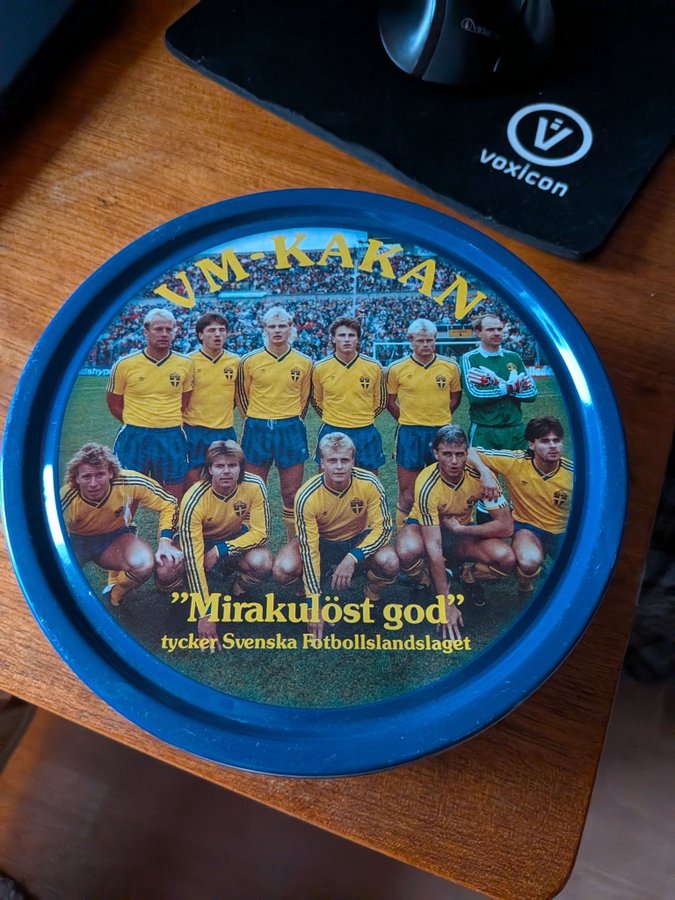 voxicon
VM-KAKAN
”Mirakulöst god”
tycker Svenska Fotbollslandslaget